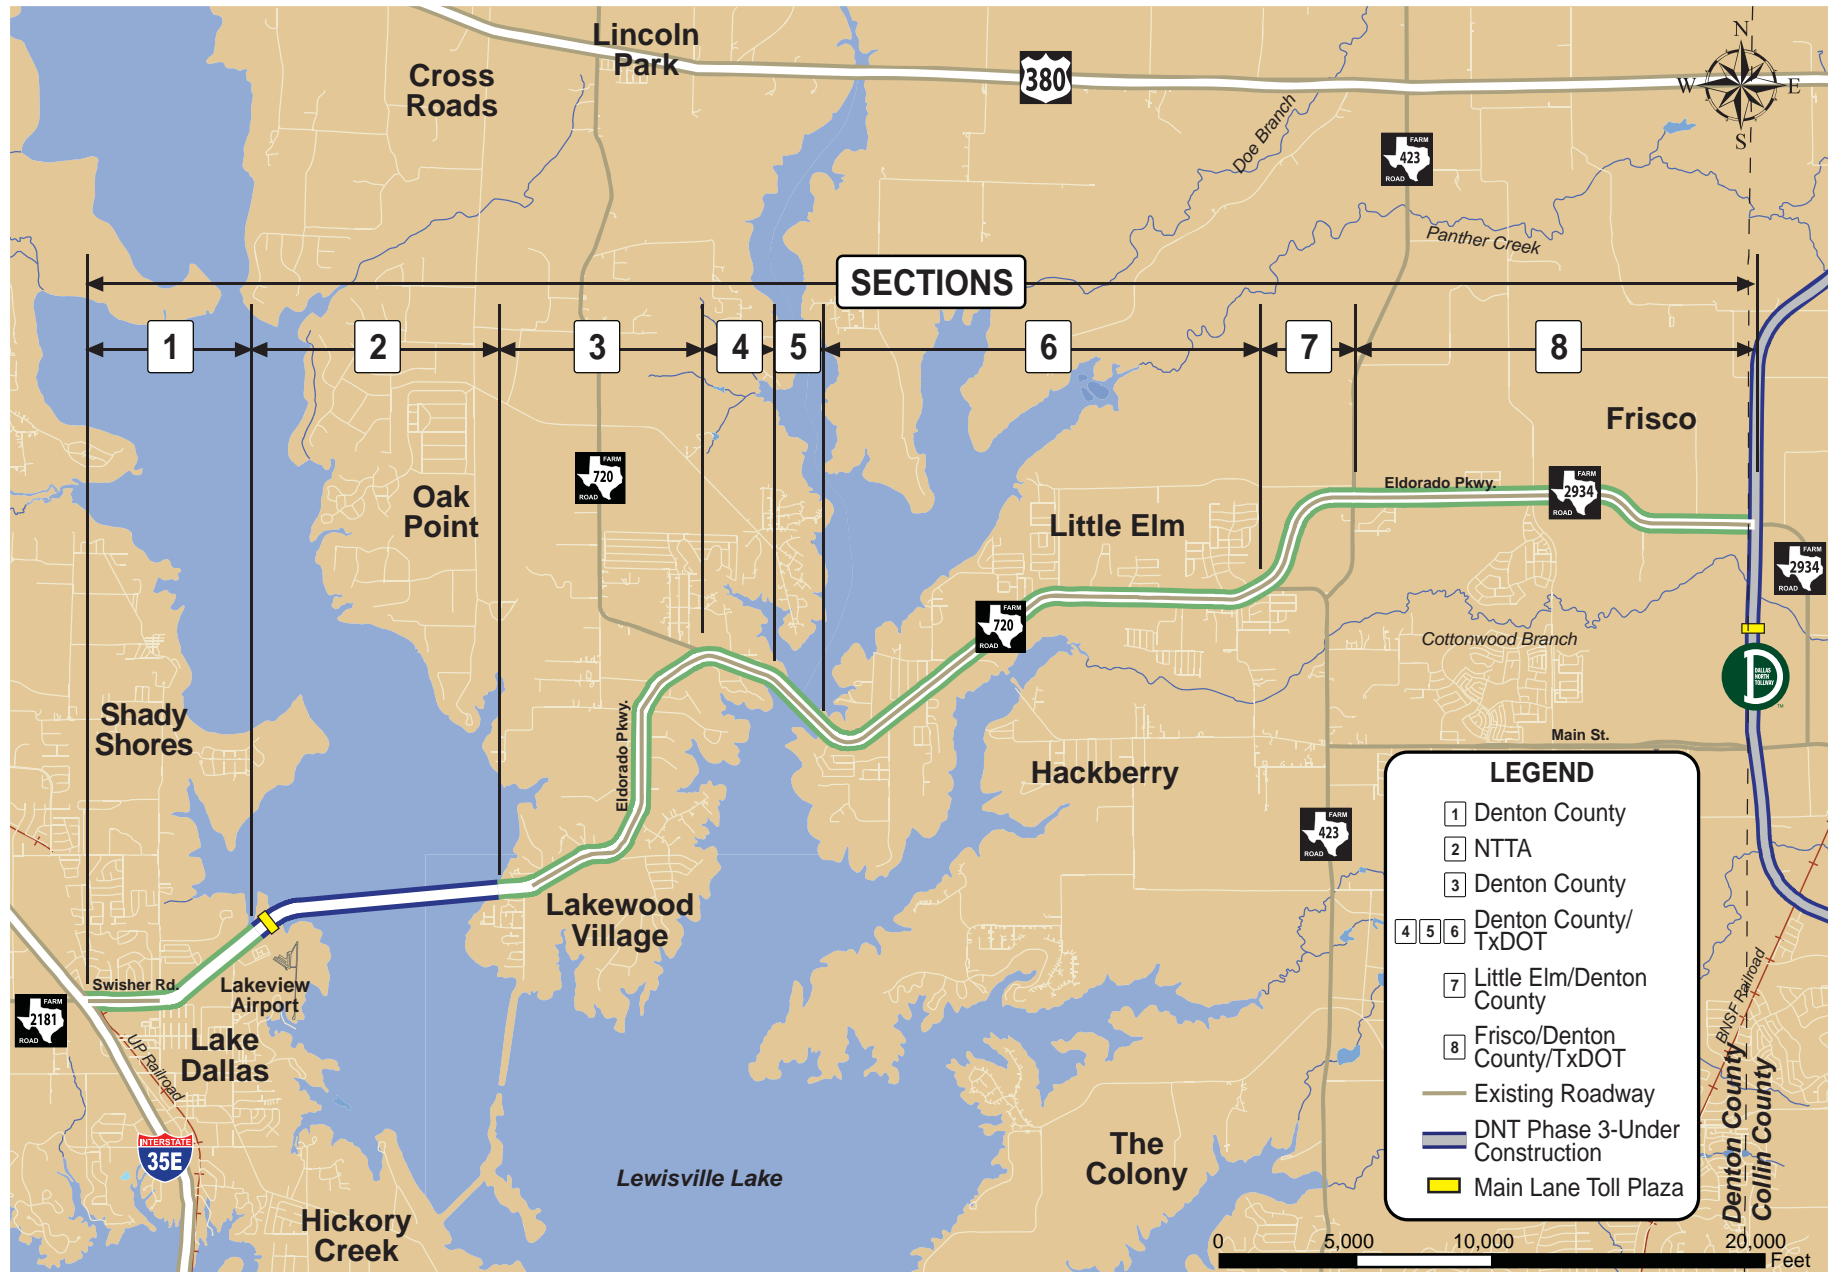 Lincoln
Park
Cross
Roads
380
N
W
E
S
Doe Branch
FARM
423
ROAD
Panther Creek
SECTIONS
1
2
3
4
5
6
7
8
Frisco
FARM
720
ROAD
Oak
Point
Eldorado Pkwy.
FARM
2934
ROAD
Little Elm
FARM
2934
ROAD
FARM
720
ROAD
Cottonwood Branch
DALLAS
NORTH
TOLLWAY
TM
Shady
Shores
Eldorado Pkwy.
Main St.
Hackberry
FARM
423
ROAD
LEGEND
1 Denton County
2 NTTA
3 Denton County
4 5 6 Denton County/
TxDOT
7 Little Elm/Denton
County
8 Frisco/Denton
County/TxDOT
Existing Roadway
DNT Phase 3-Under
Construction
Main Lane Toll Plaza
Lakewood
Village
Swisher Rd.
Lakeview
Airport
FARM
2181
ROAD
Lake
Dallas
UP Railroad
BNSF Railroad
Denton County
Collin County
INTERSTATE
35E
The
Colony
Lewisville Lake
Hickory
Creek
0 5,000 10,000 20,000
Feet